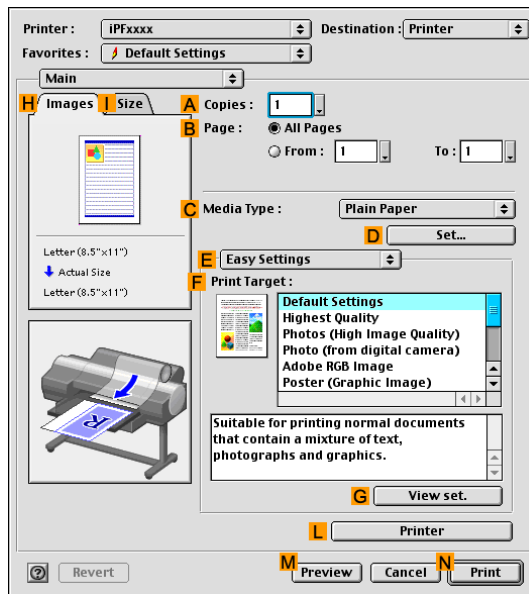 Printer : iPFxxxx Destination : Printer
Favorites : Default Settings
Main
H Images I Size
A Copies : 1
B Page : All Pages
From : 1 To : 1
C Media Type : Plain Paper
D Set...
Letter (8.5"x11")
Actual Size
Letter (8.5"x11")
E Easy Settings
F Print Target :
Default Settings
Highest Quality
Photos (High Image Quality)
Photo (from digital camera)
Adobe RGB Image
Poster (Graphic Image)
Suitable for printing normal documents
that contain a mixture of text,
photographs and graphics.
G View set.
R
L Printer
? Revert M Preview Cancel N Print